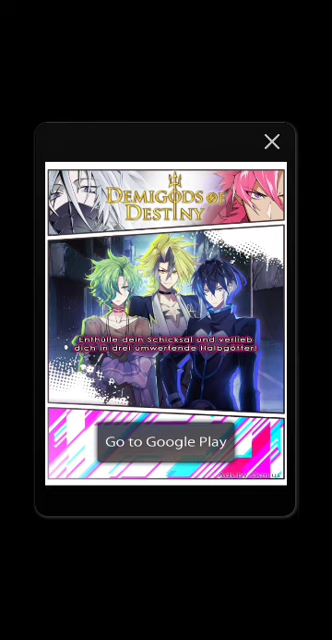 DEMIGODS OF
DESTINY
Enthülle dein Schicksal und verlieb
dich in drei umwerfende Halbgötter!
Go to Google Play